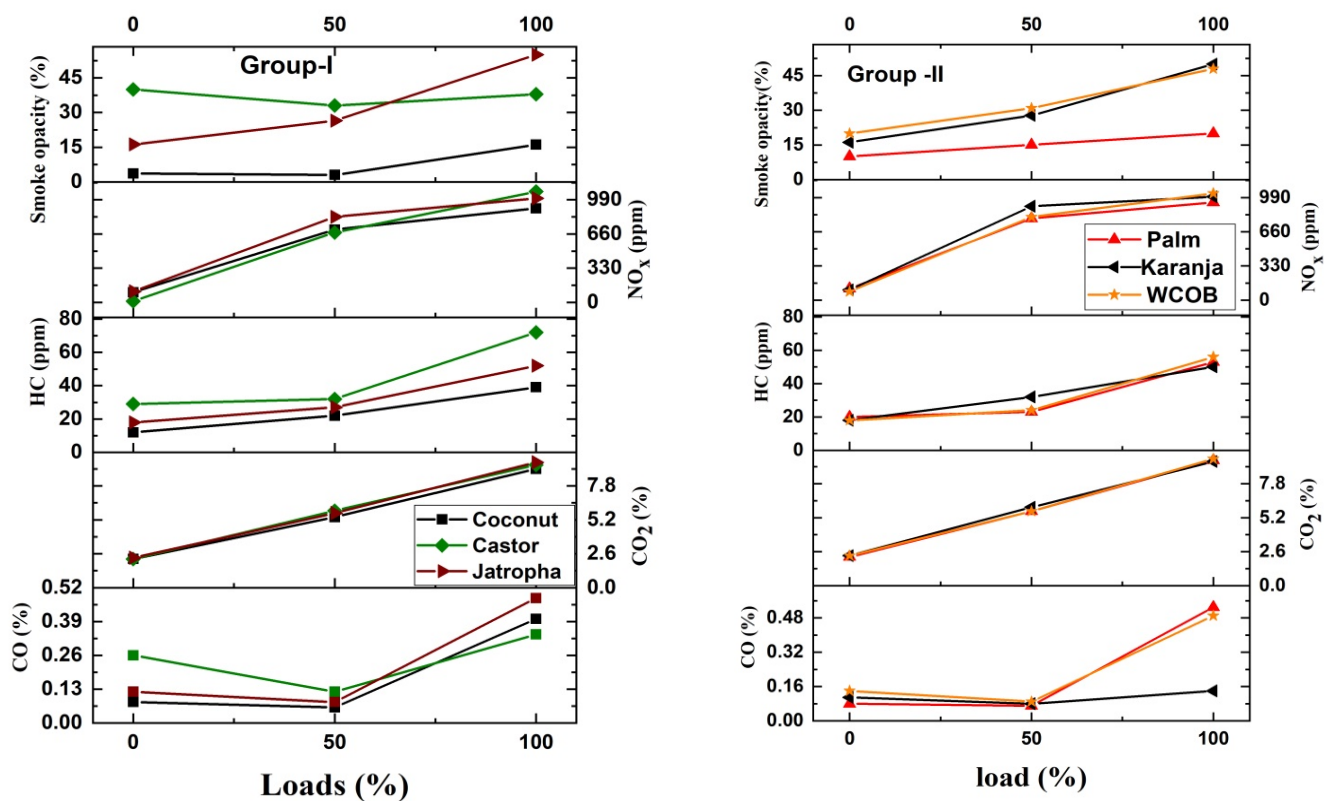 0 50 100
Group-I
Smoke opacity (%)
45
30
15
0
NOx (ppm)
990
660
330
0
HC (ppm)
80
60
40
20
0
CO2 (%)
7.8
5.2
2.6
0.0
Coconut
Castor
Jatropha
CO (%)
0.52
0.39
0.26
0.13
0.00
0 50 100
Loads (%)
0 50 100
Group -II
Smoke opacity(%)
45
30
15
0
NOx (ppm)
990
660
330
0
Palm
Karanja
WCOB
HC (ppm)
80
60
40
20
0
CO2 (%)
7.8
5.2
2.6
0.0
CO (%)
0.48
0.32
0.16
0.00
0 50 100
load (%)